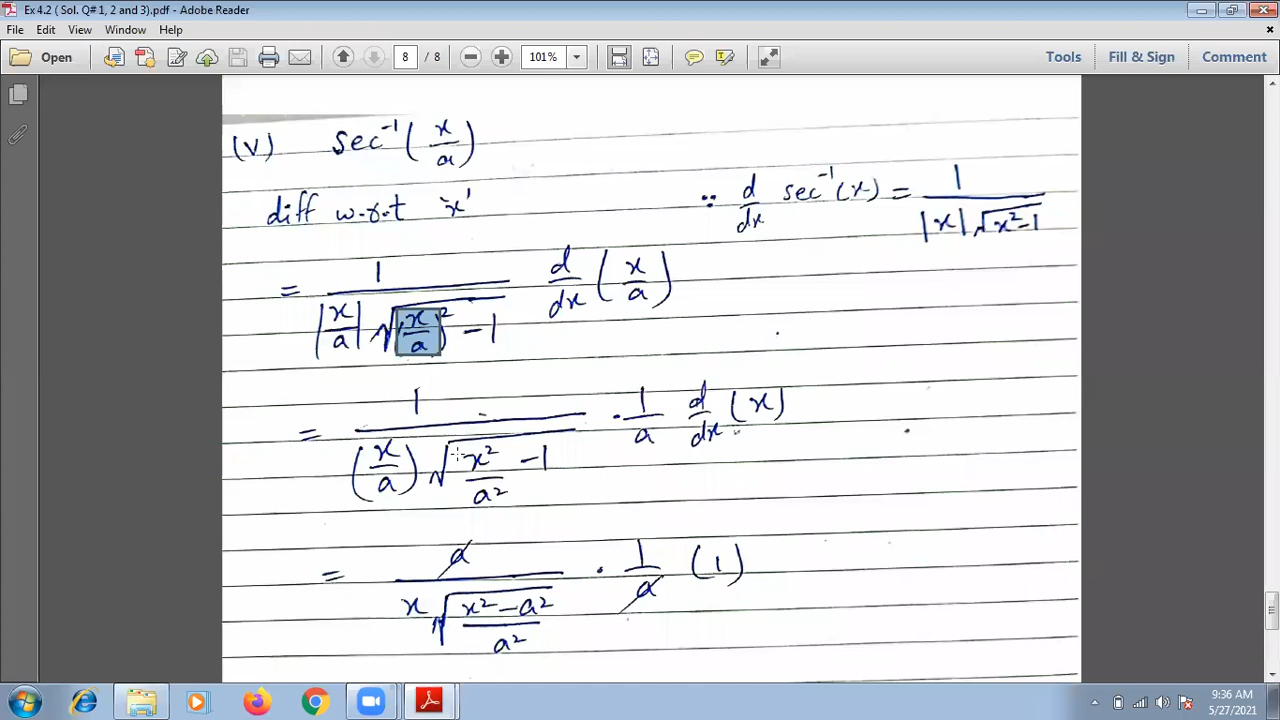 Ex 4.2 ( Sol. Q# 1, 2 and 3).pdf - Adobe Reader
File Edit View Window Help
Open 8 / 8 101% Tools Fill & Sign Comment
(v) sec⁻¹(x/a)
diff w.r.t 'x' ∵ d/dx sec⁻¹(x) = 1/(|x|√(x²-1))
= 1/(|x/a|√((x/a)²-1)) d/dx (x/a)
= 1/((x/a)√(x²/a²-1)) · 1/a d/dx (x)
= a/(x√((x²-a²)/a²)) · 1/a (1)
9:36 AM
5/27/2021